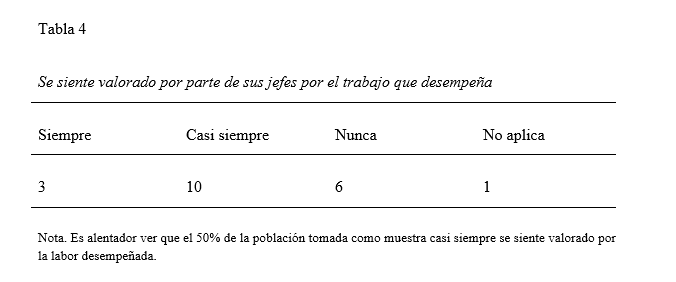 Tabla 4
Se siente valorado por parte de sus jefes por el trabajo que desempeña
Siempre Casi siempre Nunca No aplica
3 10 6 1
Nota. Es alentador ver que el 50% de la población tomada como muestra casi siempre se siente valorado por
la labor desempeñada.